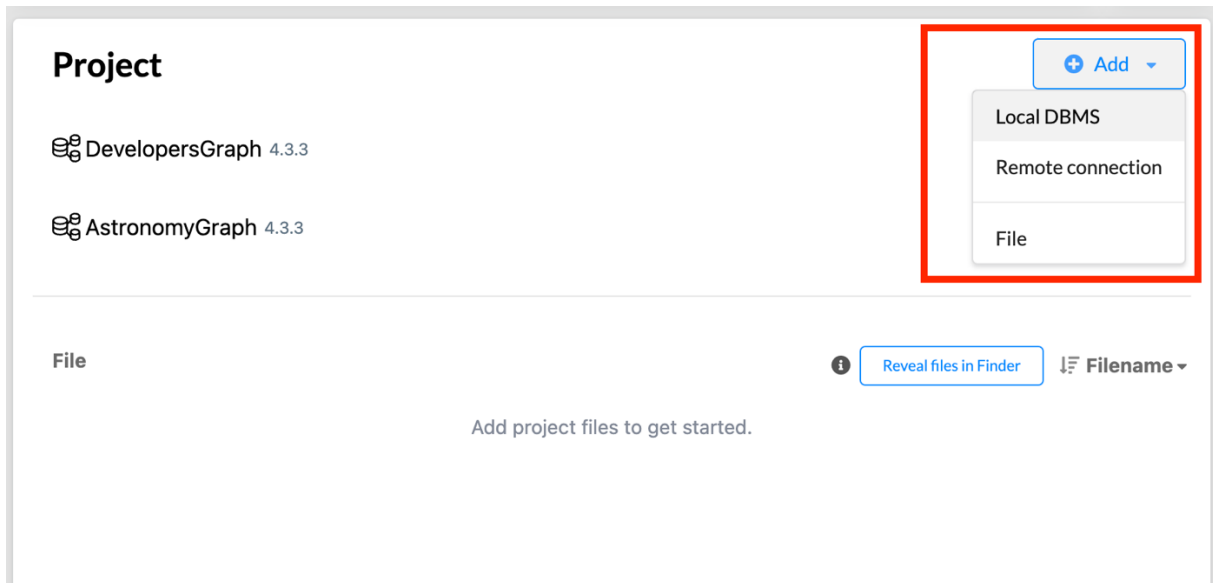 Project
Add
Local DBMS
DevelopersGraph 4.3.3
Remote connection
AstronomyGraph 4.3.3
File
File
Reveal files in Finder
Filename
Add project files to get started.